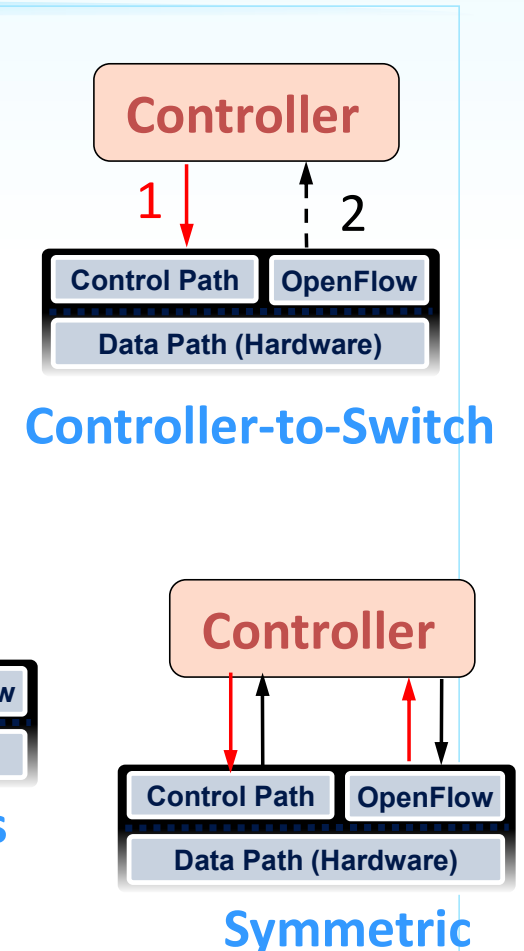 Controller
1
2
Control Path
OpenFlow
Data Path (Hardware)
Controller-to-Switch
Controller
w
s
Control Path
OpenFlow
Data Path (Hardware)
Symmetric